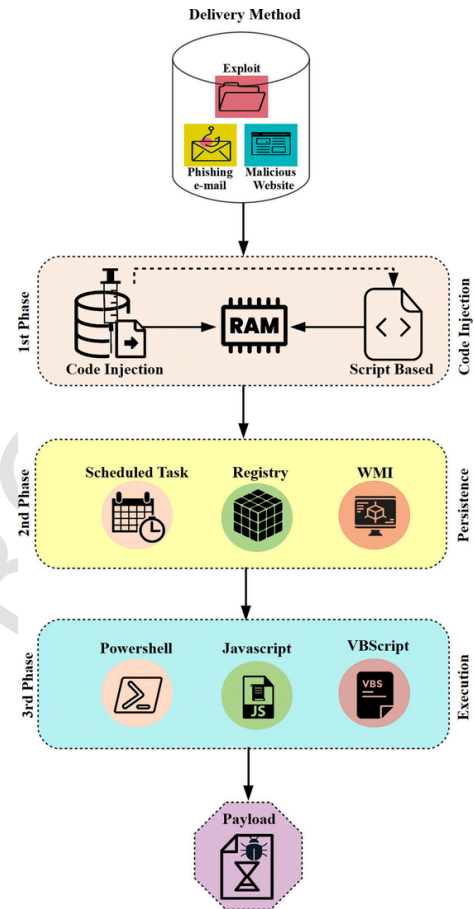 Delivery Method
Exploit
Phishing
e-mail
Malicious
Website
1st Phase
RAM
Code Injection
Script Based
Code Injection
2nd Phase
Scheduled Task
Registry
WMI
Persistence
3rd Phase
Powershell
Javascript
VBScript
JS
VBS
Execution
Payload